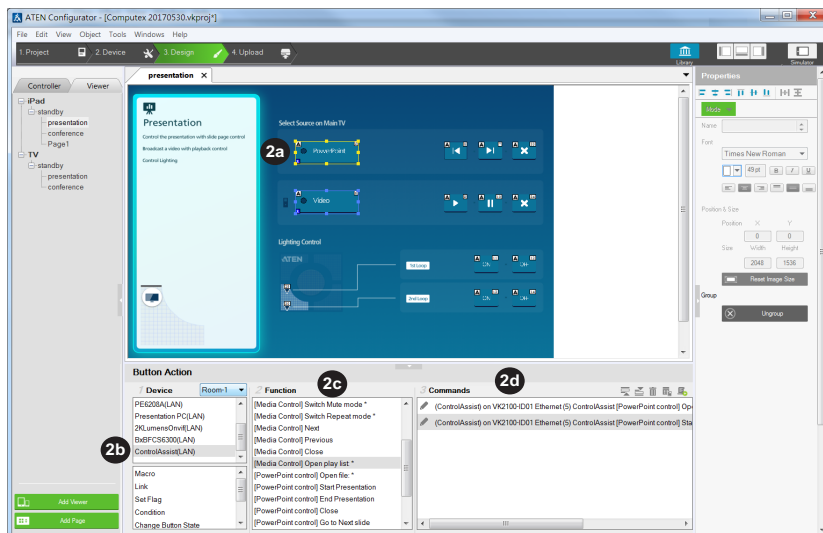 ATEN Configurator - [Computex 20170530.vkproj*]
File Edit View Object Tools Windows Help
1. Project
2. Device
3. Design
4. Upload
Library
Simulator
Controller
Viewer
iPad
standby
presentation
conference
Page1
TV
standby
presentation
conference
Add Viewer
Add Page
presentation X
Presentation
Control the presentation with slide page control
Broadcast a video with playback control
Control Lighting
Select Source on Main TV
2a
PowerPoint
Video
Lighting Control
ATEN
1st Loop
ON
OFF
2nd Loop
ON
OFF
Properties
Mode
Name
Font
Times New Roman
49 pt
B
I
U
Position & Size
Position X Y
0 0
Size Width Height
2048 1536
Reset Image Size
Group
Ungroup
Button Action
1 Device Room-1
2b
PE6208A(LAN)
Presentation PC(LAN)
2KLumensOnvif(LAN)
BxBFCS6300(LAN)
ControlAssist(LAN)
Macro
Link
Set Flag
Condition
Change Button State
2 Function
2c
[Media Control] Switch Mute mode *
[Media Control] Switch Repeat mode *
[Media Control] Next
[Media Control] Previous
[Media Control] Close
[Media Control] Open play list: *
[PowerPoint control] Open file: *
[PowerPoint control] Start Presentation
[PowerPoint control] End Presentation
[PowerPoint control] Close
[PowerPoint control] Go to Next slide
3 Commands
2d
(ControlAssist) on VK2100-ID01 Ethernet (5) ControlAssist [PowerPoint control] Ope
(ControlAssist) on VK2100-ID01 Ethernet (5) ControlAssist [PowerPoint control] Sta